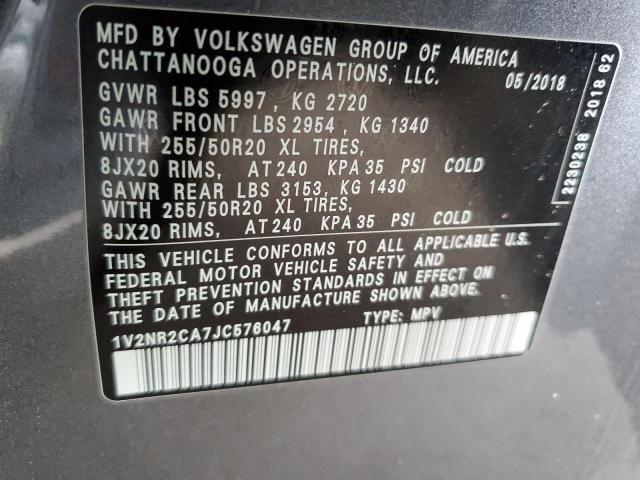 MFD BY VOLKSWAGEN GROUP OF AMERICA
CHATTANOOGA OPERATIONS, LLC. 05/2018
GVWR LBS 5997, KG 2720
GAWR FRONT LBS 2954, KG 1340
WITH 255/50R20 XL TIRES,
8JX20 RIMS, AT 240 KPA 35 PSI COLD
GAWR REAR LBS 3153, KG 1430
WITH 255/50R20 XL TIRES,
8JX20 RIMS, AT 240 KPA 35 PSI COLD
THIS VEHICLE CONFORMS TO ALL APPLICABLE U.S.
FEDERAL MOTOR VEHICLE SAFETY AND
THEFT PREVENTION STANDARDS IN EFFECT ON
THE DATE OF MANUFACTURE
1V2NR2CA7JC576047 TYPE: MPV
2230238 2018 62